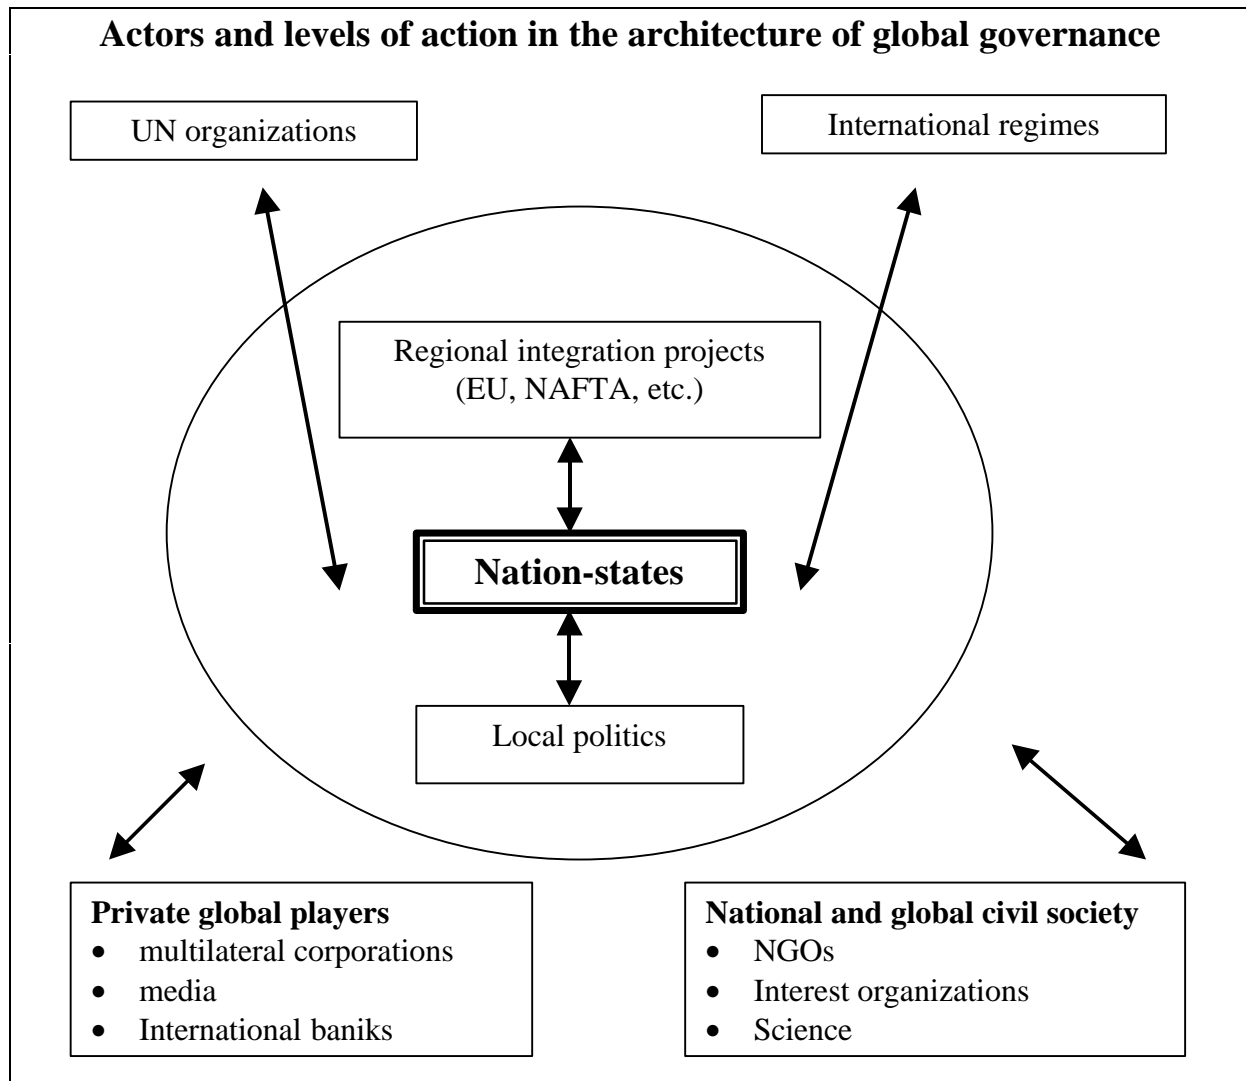 Actors and levels of action in the architecture of global governance
UN organizations
International regimes
Regional integration projects
(EU, NAFTA, etc.)
Nation-states
Local politics
Private global players
• multilateral corporations
• media
• International baniks
National and global civil society
• NGOs
• Interest organizations
• Science